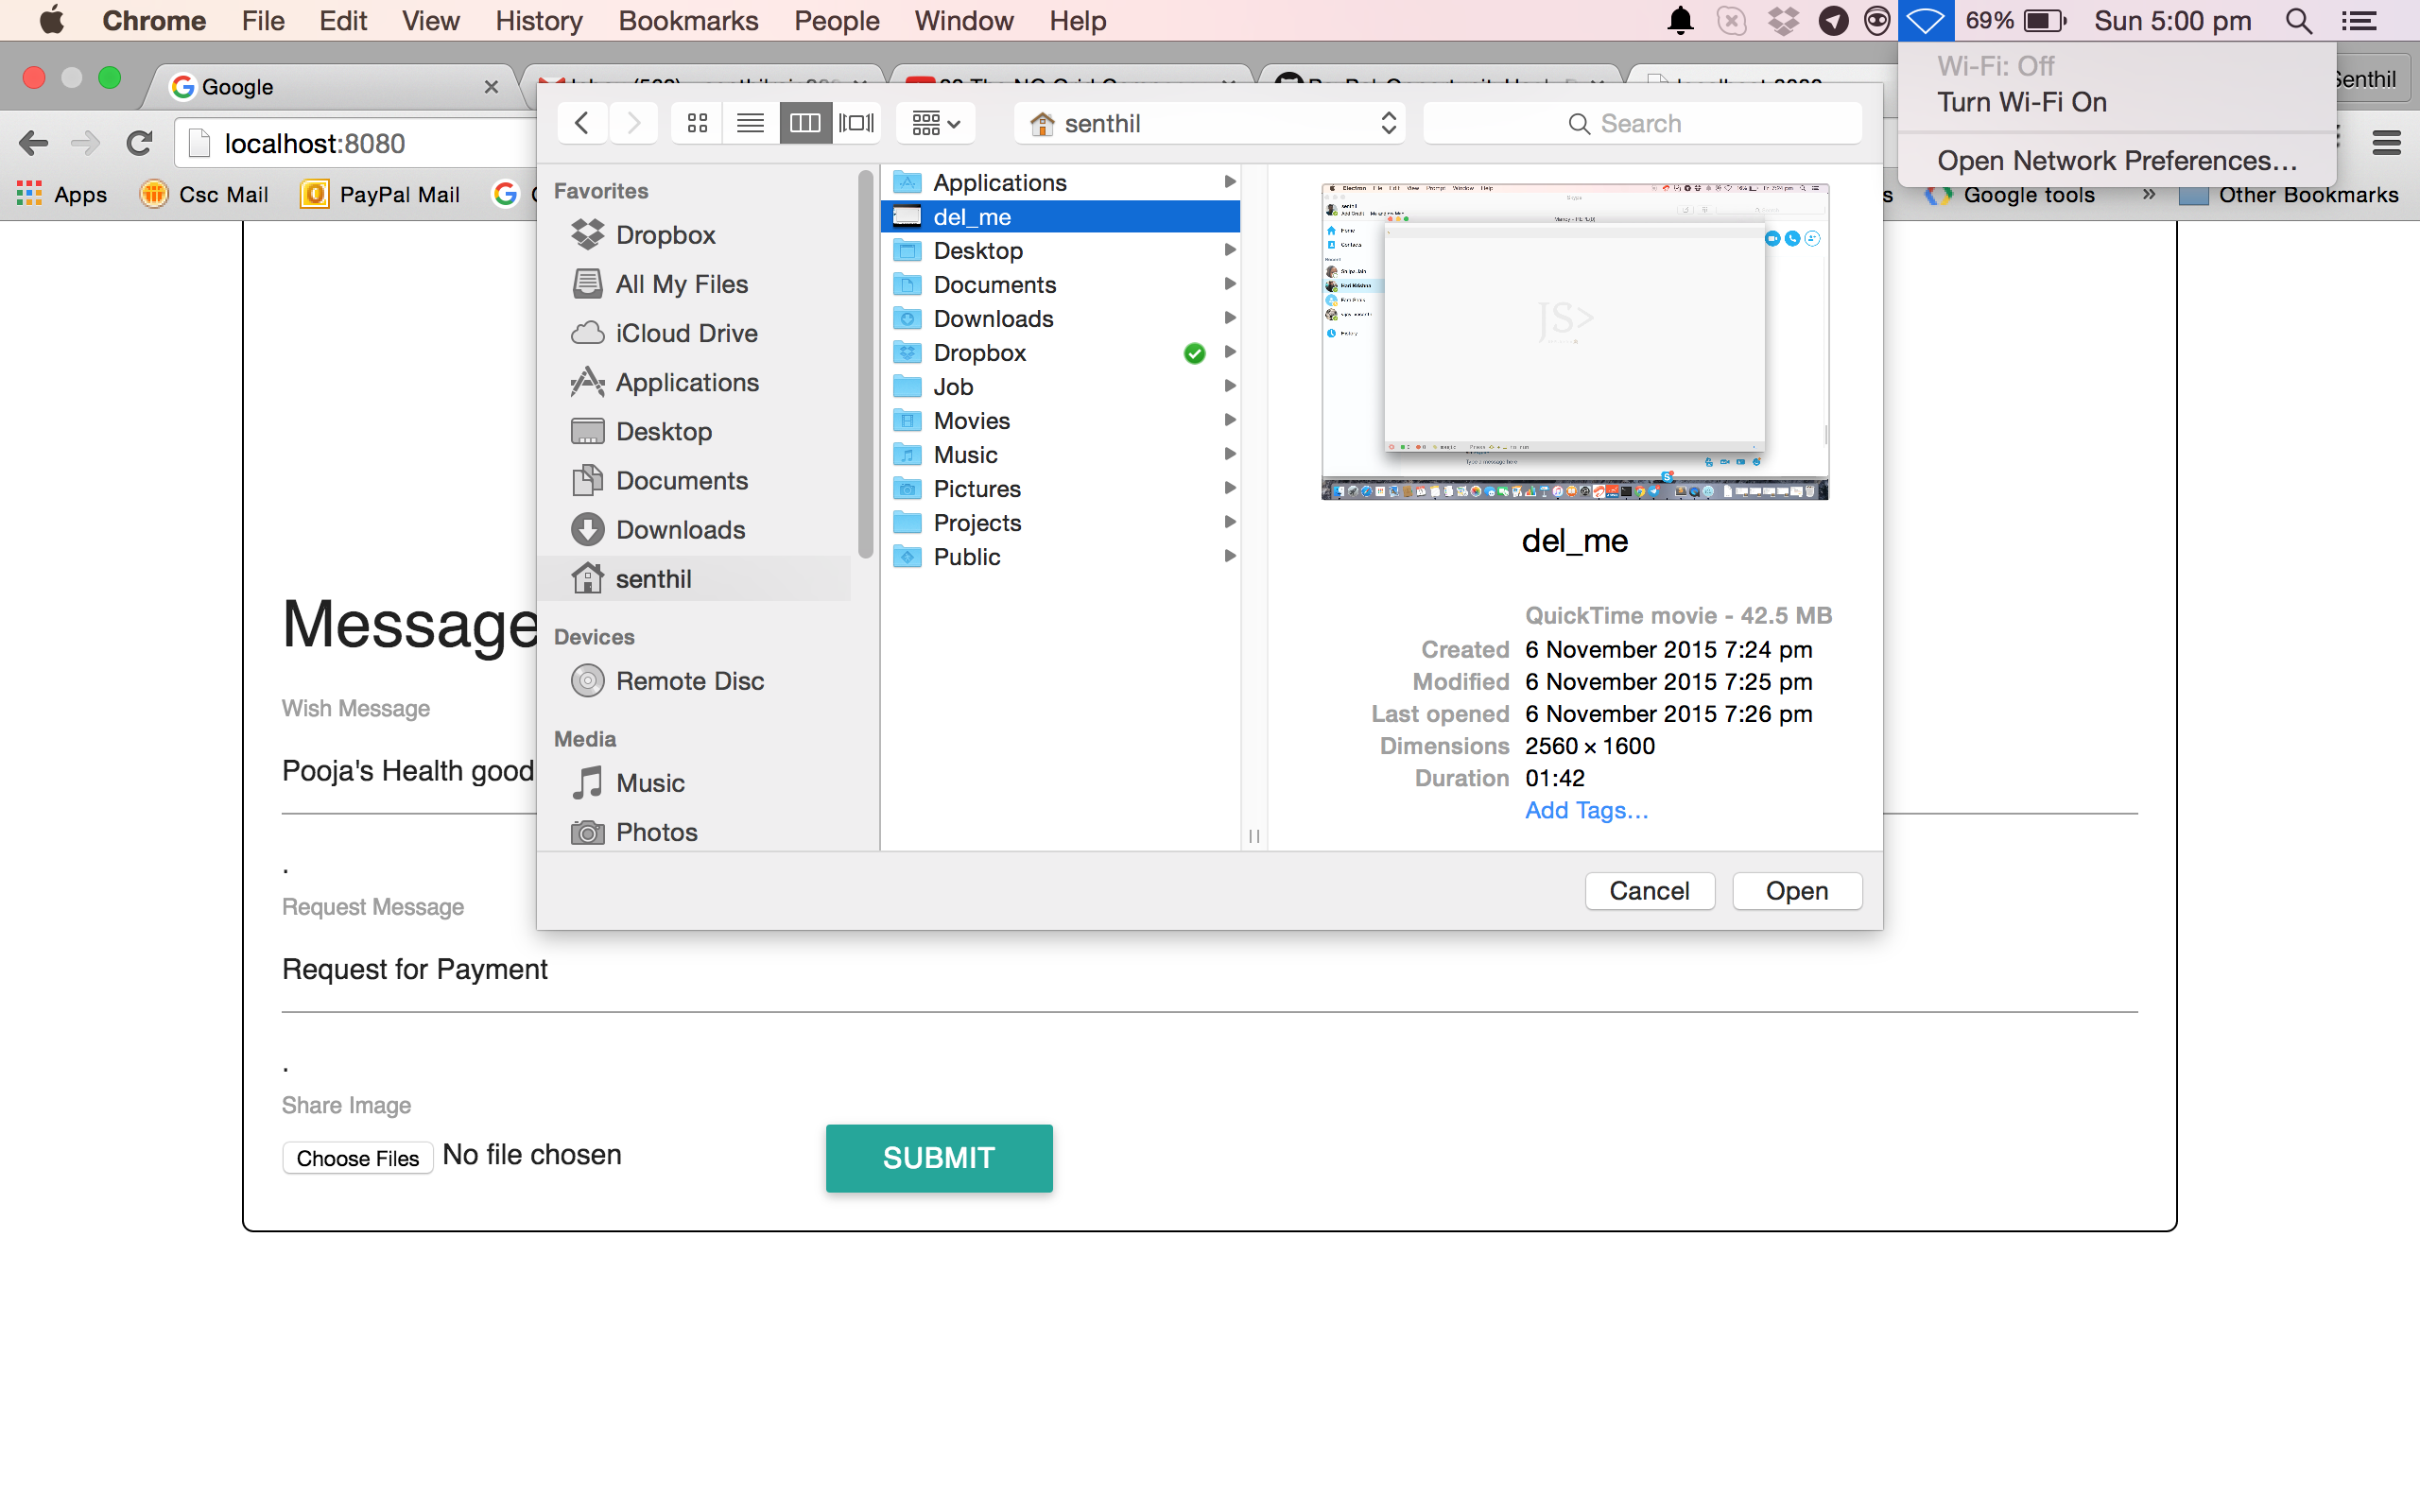 Chrome File Edit View History Bookmarks People Window Help
69% Sun 5:00 pm
Wi-Fi: Off
Turn Wi-Fi On
Open Network Preferences...
Google
Senthil
localhost:8080
Apps Csc Mail PayPal Mail
Google tools » Other Bookmarks
senthil
Search
Favorites
Dropbox
All My Files
iCloud Drive
Applications
Desktop
Documents
Downloads
senthil
Devices
Remote Disc
Media
Music
Photos
Applications
del_me
Desktop
Documents
Downloads
Dropbox
Job
Movies
Music
Pictures
Projects
Public
JS>
del_me
QuickTime movie - 42.5 MB
Created 6 November 2015 7:24 pm
Modified 6 November 2015 7:25 pm
Last opened 6 November 2015 7:26 pm
Dimensions 2560 × 1600
Duration 01:42
Add Tags...
Cancel Open
Message
Wish Message
Pooja's Health good
.
Request Message
Request for Payment
.
Share Image
Choose Files No file chosen
SUBMIT